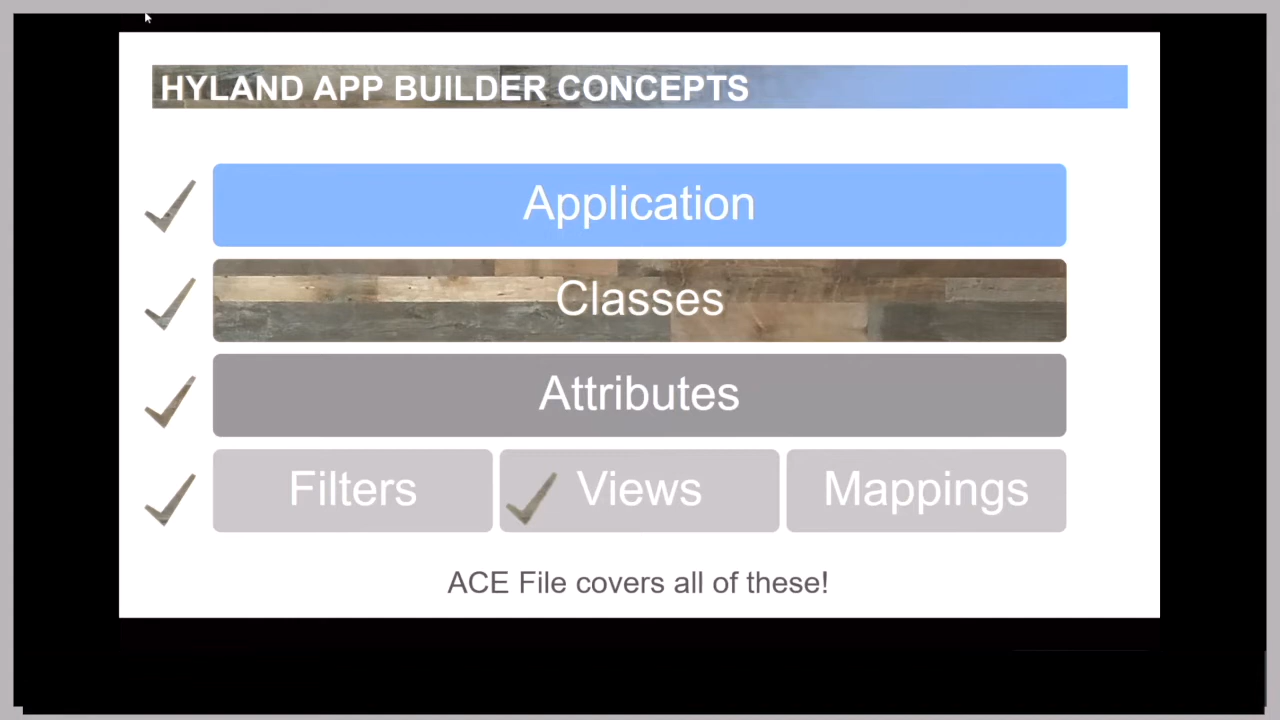 HYLAND APP BUILDER CONCEPTS
Application
Classes
Attributes
Filters
Views
Mappings
ACE File covers all of these!